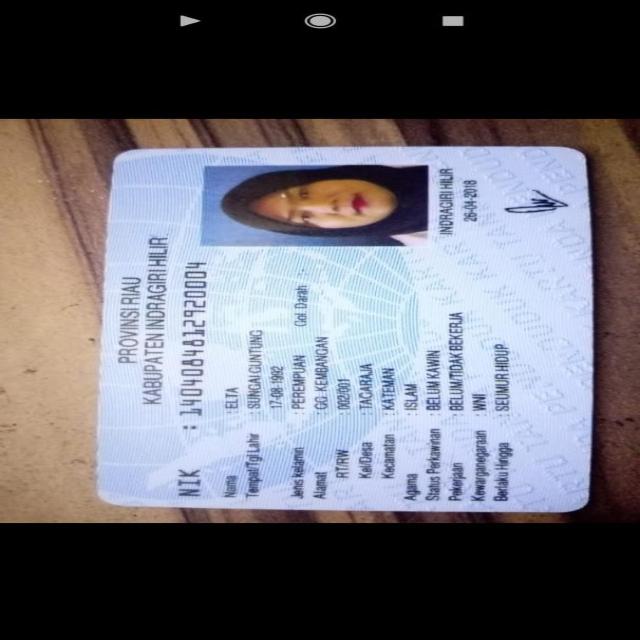 PROVINSI RIAU
KABUPATEN INDRAGIRI HILIR
NIK : 1404084612920004
Nama : ELTA
Tempat/Tgl Lahir : SUNGAI GUNTUNG
17-08-1992
Jenis Kelamin : PEREMPUAN Gol. Darah : -
Alamat : GG KEMBANGAN
RT/RW : 002/001
Kel/Desa : TAGARAJA
Kecamatan : KATEMAN
Agama : ISLAM
Status Perkawinan : BELUM KAWIN
Pekerjaan : BELUM/TIDAK BEKERJA
Kewarganegaraan : WNI
Berlaku Hingga : SEUMUR HIDUP
INDRAGIRI HILIR
26-04-2018